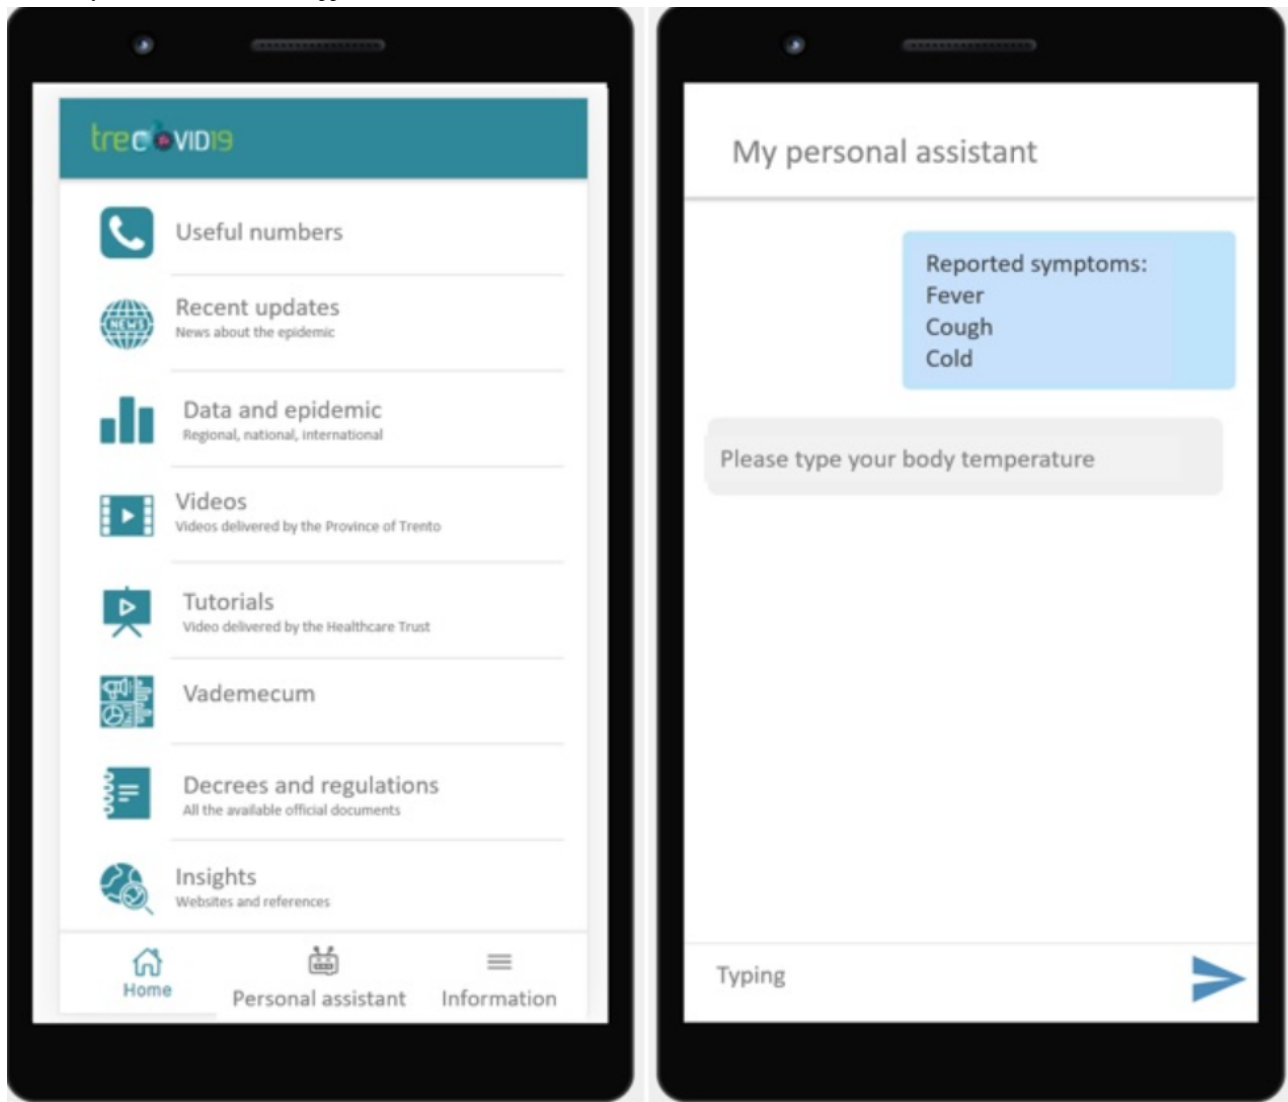 trecOVID19
Useful numbers
Recent updates
News about the epidemic
NEWS
Data and epidemic
Regional, national, international
Videos
Videos delivered by the Province of Trento
Tutorials
Video delivered by the Healthcare Trust
Vademecum
Decrees and regulations
All the available official documents
Insights
Websites and references
Home
Personal assistant
Information
My personal assistant
Reported symptoms:
Fever
Cough
Cold
Please type your body temperature
Typing